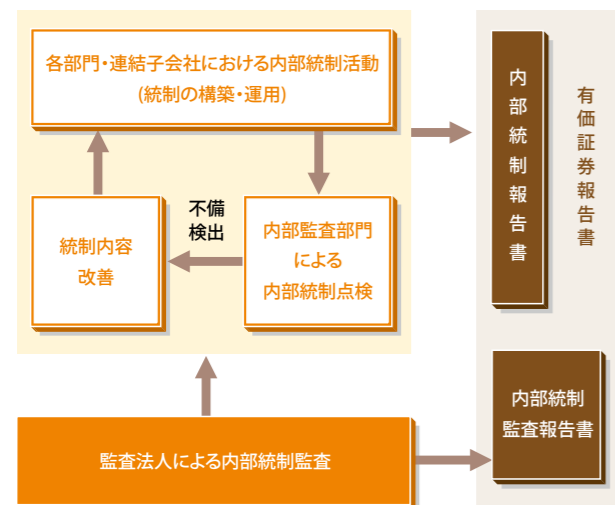 各部門・連結子会社における内部統制活動
(統制の構築・運用)
不備
検出
統制内容
改善
内部監査部門
による
内部統制点検
監査法人による内部統制監査
内部統制報告書
有価証券報告書
内部統制
監査報告書